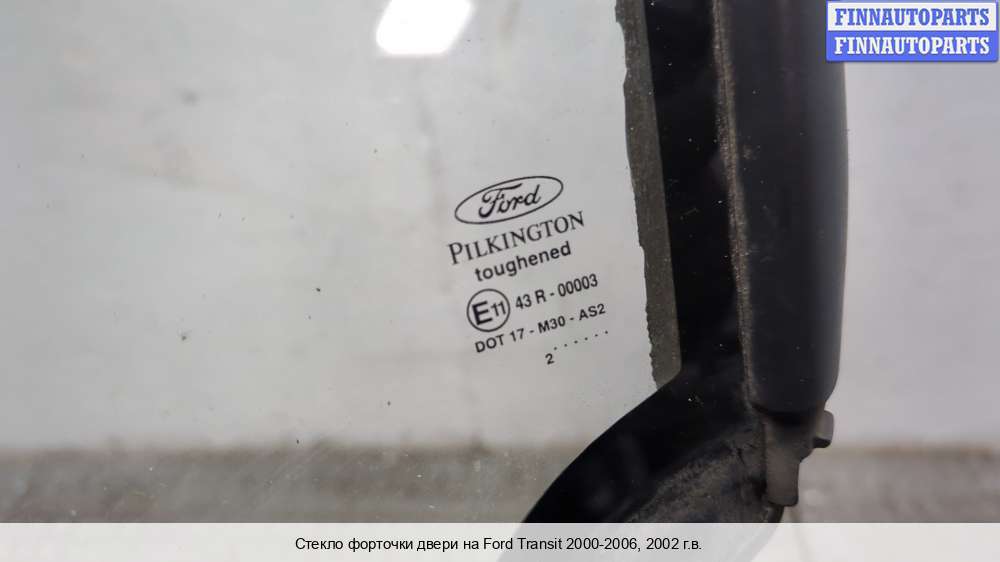 FINNAUTOPARTS
FINNAUTOPARTS
Ford
PILKINGTON
toughened
E11 43 R - 00003
DOT 17 - M30 - AS2
2 . . . . . .
Стекло форточки двери на Ford Transit 2000-2006, 2002 г.в.